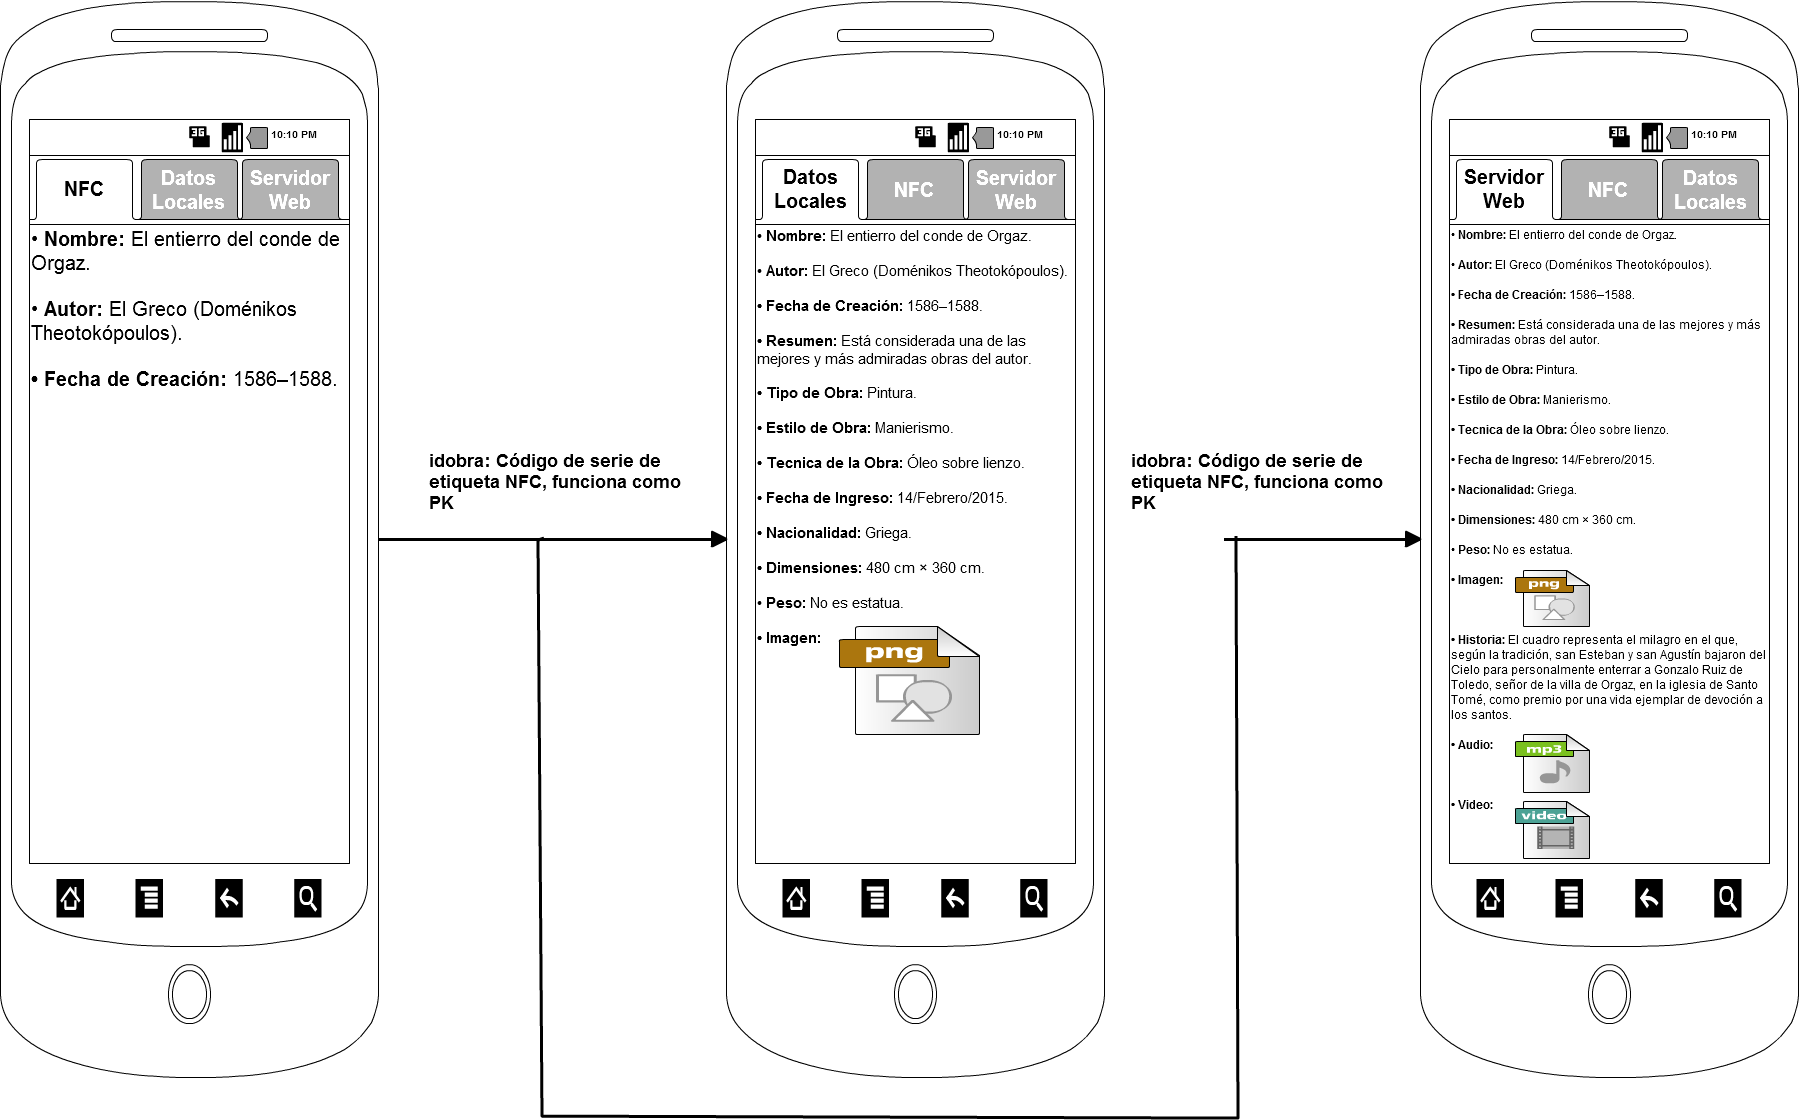 3G
10:10 PM
NFC
Datos
Locales
Servidor
Web
• Nombre: El entierro del conde de
Orgaz.
• Autor: El Greco (Doménikos
Theotokópoulos).
• Fecha de Creación: 1586–1588.
idobra: Código de serie de
etiqueta NFC, funciona como
PK
3G
10:10 PM
Datos
Locales
NFC
Servidor
Web
• Nombre: El entierro del conde de Orgaz.
• Autor: El Greco (Doménikos Theotokópoulos).
• Fecha de Creación: 1586–1588.
• Resumen: Está considerada una de las
mejores y más admiradas obras del autor.
• Tipo de Obra: Pintura.
• Estilo de Obra: Manierismo.
• Tecnica de la Obra: Óleo sobre lienzo.
• Fecha de Ingreso: 14/Febrero/2015.
• Nacionalidad: Griega.
• Dimensiones: 480 cm × 360 cm.
• Peso: No es estatua.
• Imagen:
png
idobra: Código de serie de
etiqueta NFC, funciona como
PK
3G
10:10 PM
Servidor
Web
NFC
Datos
Locales
• Nombre: El entierro del conde de Orgaz.
• Autor: El Greco (Doménikos Theotokópoulos).
• Fecha de Creación: 1586–1588.
• Resumen: Está considerada una de las mejores y más
admiradas obras del autor.
• Tipo de Obra: Pintura.
• Estilo de Obra: Manierismo.
• Tecnica de la Obra: Óleo sobre lienzo.
• Fecha de Ingreso: 14/Febrero/2015.
• Nacionalidad: Griega.
• Dimensiones: 480 cm × 360 cm.
• Peso: No es estatua.
• Imagen:
png
• Historia: El cuadro representa el milagro en el que,
según la tradición, san Esteban y san Agustín bajaron del
Cielo para personalmente enterrar a Gonzalo Ruiz de
Toledo, señor de la villa de Orgaz, en la iglesia de Santo
Tomé, como premio por una vida ejemplar de devoción a
los santos.
• Audio:
mp3
• Video:
video